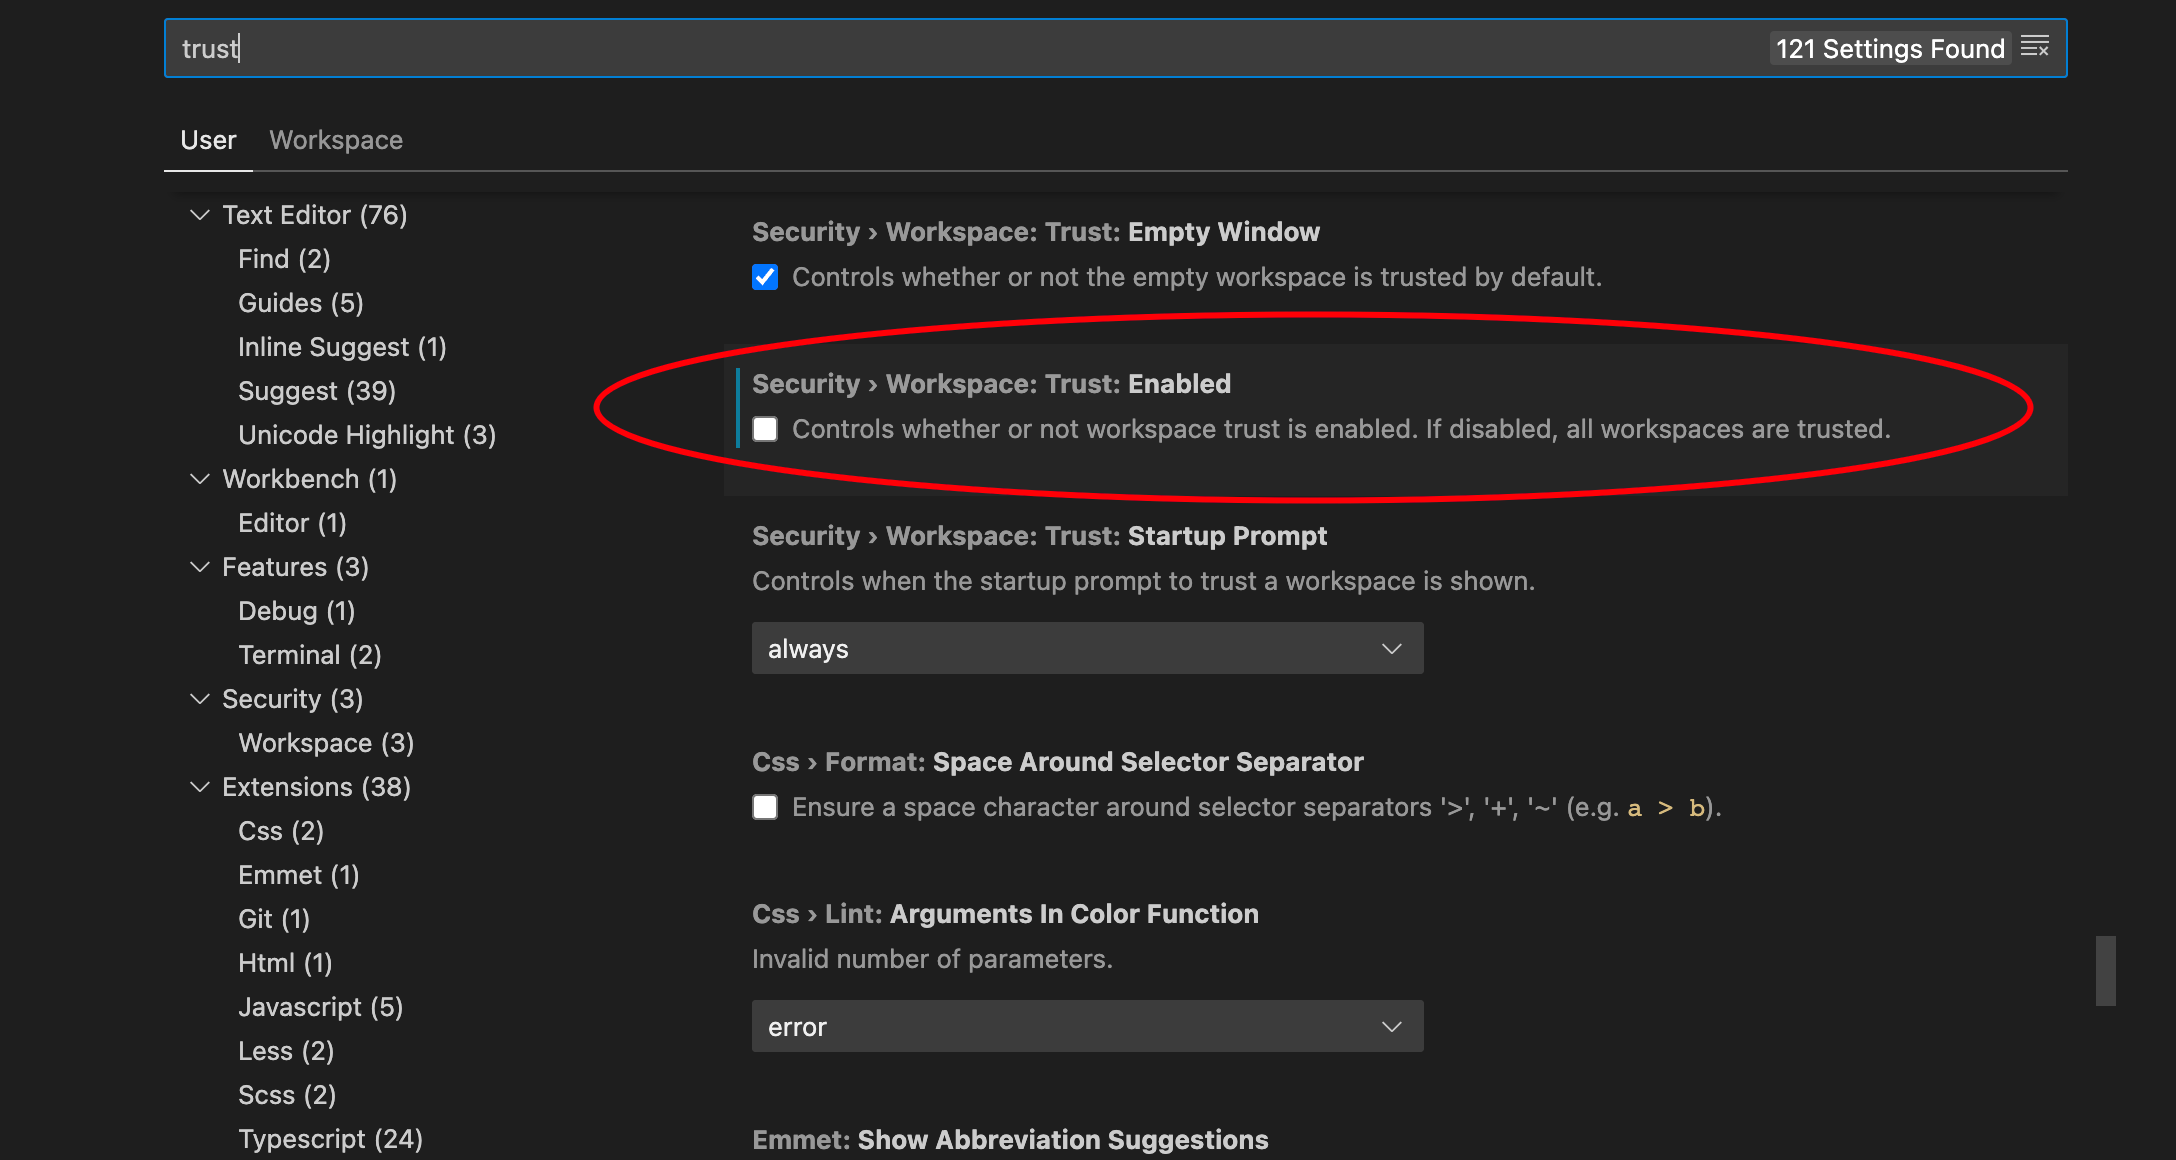 trust
121 Settings Found
User
Workspace
Text Editor (76)
Find (2)
Guides (5)
Inline Suggest (1)
Suggest (39)
Unicode Highlight (3)
Workbench (1)
Editor (1)
Features (3)
Debug (1)
Terminal (2)
Security (3)
Workspace (3)
Extensions (38)
Css (2)
Emmet (1)
Git (1)
Html (1)
Javascript (5)
Less (2)
Scss (2)
Typescript (24)
Security › Workspace: Trust: Empty Window
Controls whether or not the empty workspace is trusted by default.
Security › Workspace: Trust: Enabled
Controls whether or not workspace trust is enabled. If disabled, all workspaces are trusted.
Security › Workspace: Trust: Startup Prompt
Controls when the startup prompt to trust a workspace is shown.
always
Css › Format: Space Around Selector Separator
Ensure a space character around selector separators '>', '+', '~' (e.g. a > b).
Css › Lint: Arguments In Color Function
Invalid number of parameters.
error
Emmet: Show Abbreviation Suggestions